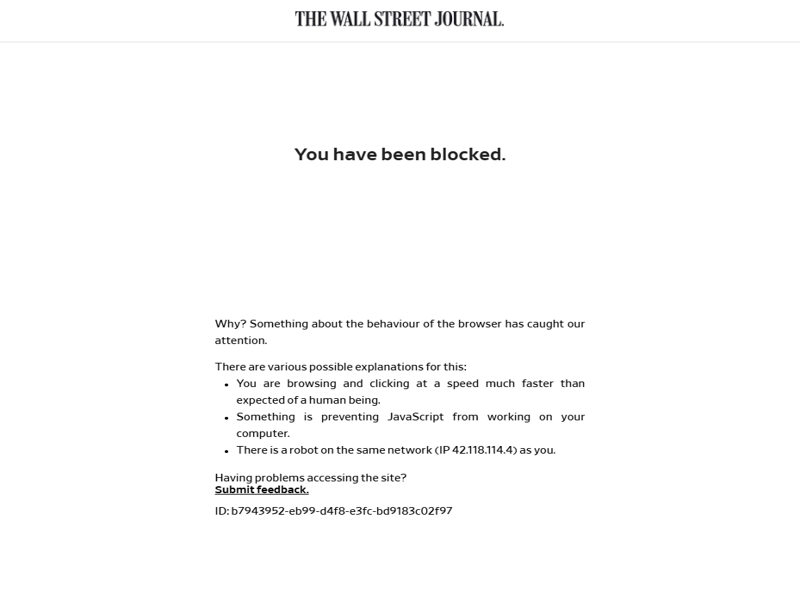 THE WALL STREET JOURNAL.
You have been blocked.
Why? Something about the behaviour of the browser has caught our
attention.
There are various possible explanations for this:
• You are browsing and clicking at a speed much faster than
expected of a human being.
• Something is preventing JavaScript from working on your
computer.
• There is a robot on the same network (IP 42.118.114.4) as you.
Having problems accessing the site?
Submit feedback.
ID: b7943952-eb99-d4f8-e3fc-bd9183c02f97